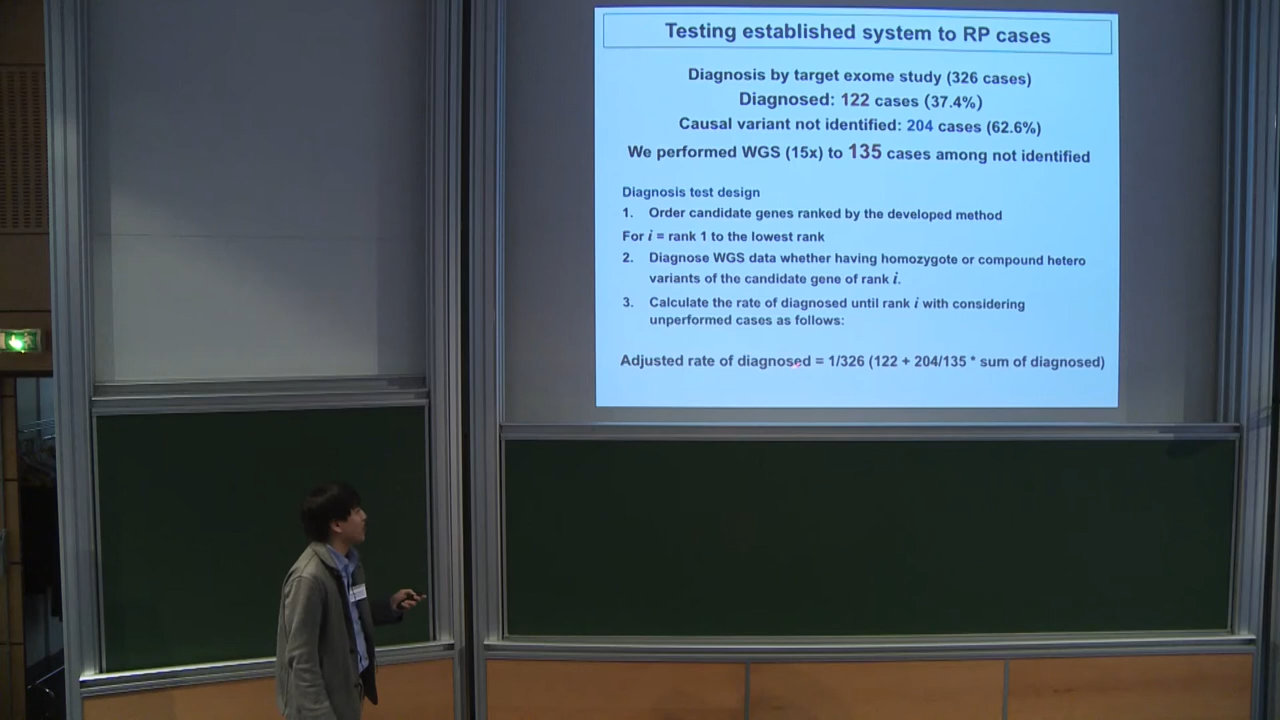 Testing established system to RP cases
Diagnosis by target exome study (326 cases)
Diagnosed: 122 cases (37.4%)
Causal variant not identified: 204 cases (62.6%)
We performed WGS (15x) to 135 cases among not identified
Diagnosis test design
1. Order candidate genes ranked by the developed method
For i = rank 1 to the lowest rank
2. Diagnose WGS data whether having homozygote or compound hetero
variants of the candidate gene of rank i.
3. Calculate the rate of diagnosed until rank i with considering
unperformed cases as follows:
Adjusted rate of diagnosed = 1/326 (122 + 204/135 * sum of diagnosed)